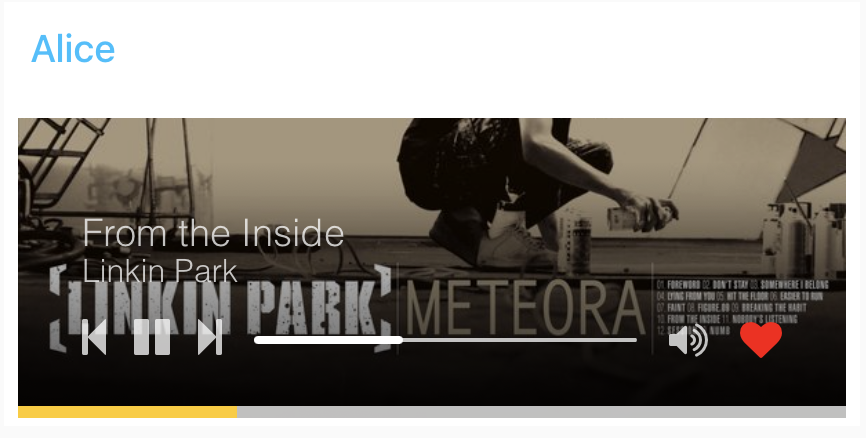 Alice
From the Inside
Linkin Park
LINKIN PARK METEORA
01. FOREWORD 02. DON'T STAY 03. SOMEWHERE I BELONG
04. LYING FROM YOU 05. HIT THE FLOOR 06. EASIER TO RUN
07. FAINT 08. FIGURE.09 09. BREAKING THE HABIT
10. FROM THE INSIDE 11. NOBODY'S LISTENING
12.